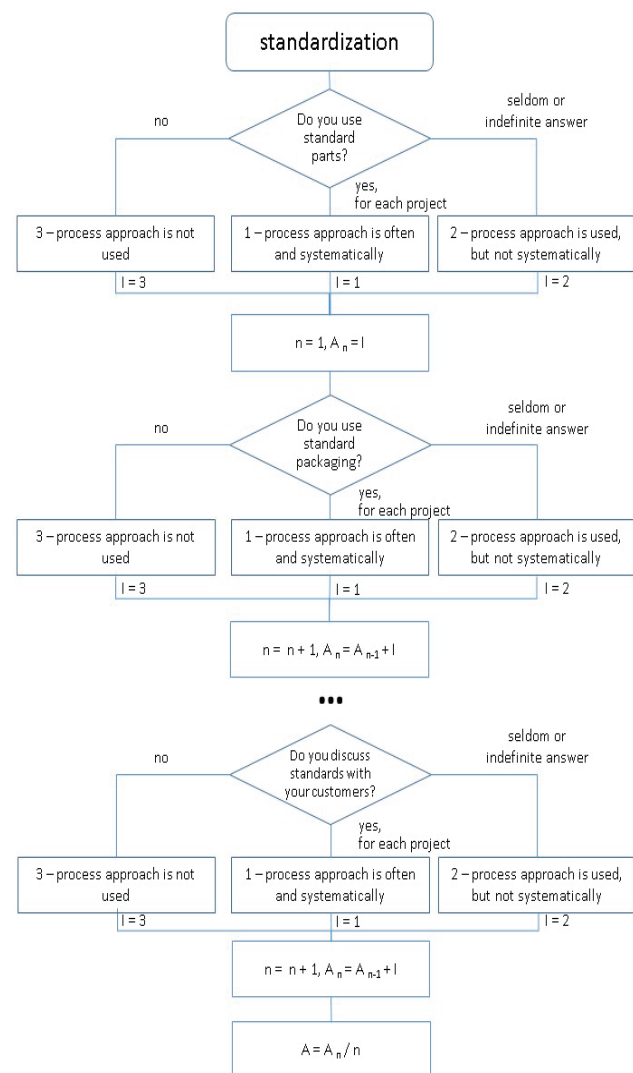 standardization
Do you use
standard
parts?
no
seldom or
indefinite answer
yes,
for each project
3 – process approach is not
used
1 – process approach is often
and systematically
2 – process approach is used,
but not systematically
I = 3
I = 1
I = 2
n = 1, A n = I
Do you use
standard
packaging?
no
seldom or
indefinite answer
yes,
for each project
3 – process approach is not
used
1 – process approach is often
and systematically
2 – process approach is used,
but not systematically
I = 3
I = 1
I = 2
n = n + 1, A n = A n-1 + I
...
Do you discuss
standards with
your customers?
no
seldom or
indefinite answer
yes,
for each project
3 – process approach is not
used
1 – process approach is often
and systematically
2 – process approach is used,
but not systematically
I = 3
I = 1
I = 2
n = n + 1, A n = A n-1 + I
A = A n / n